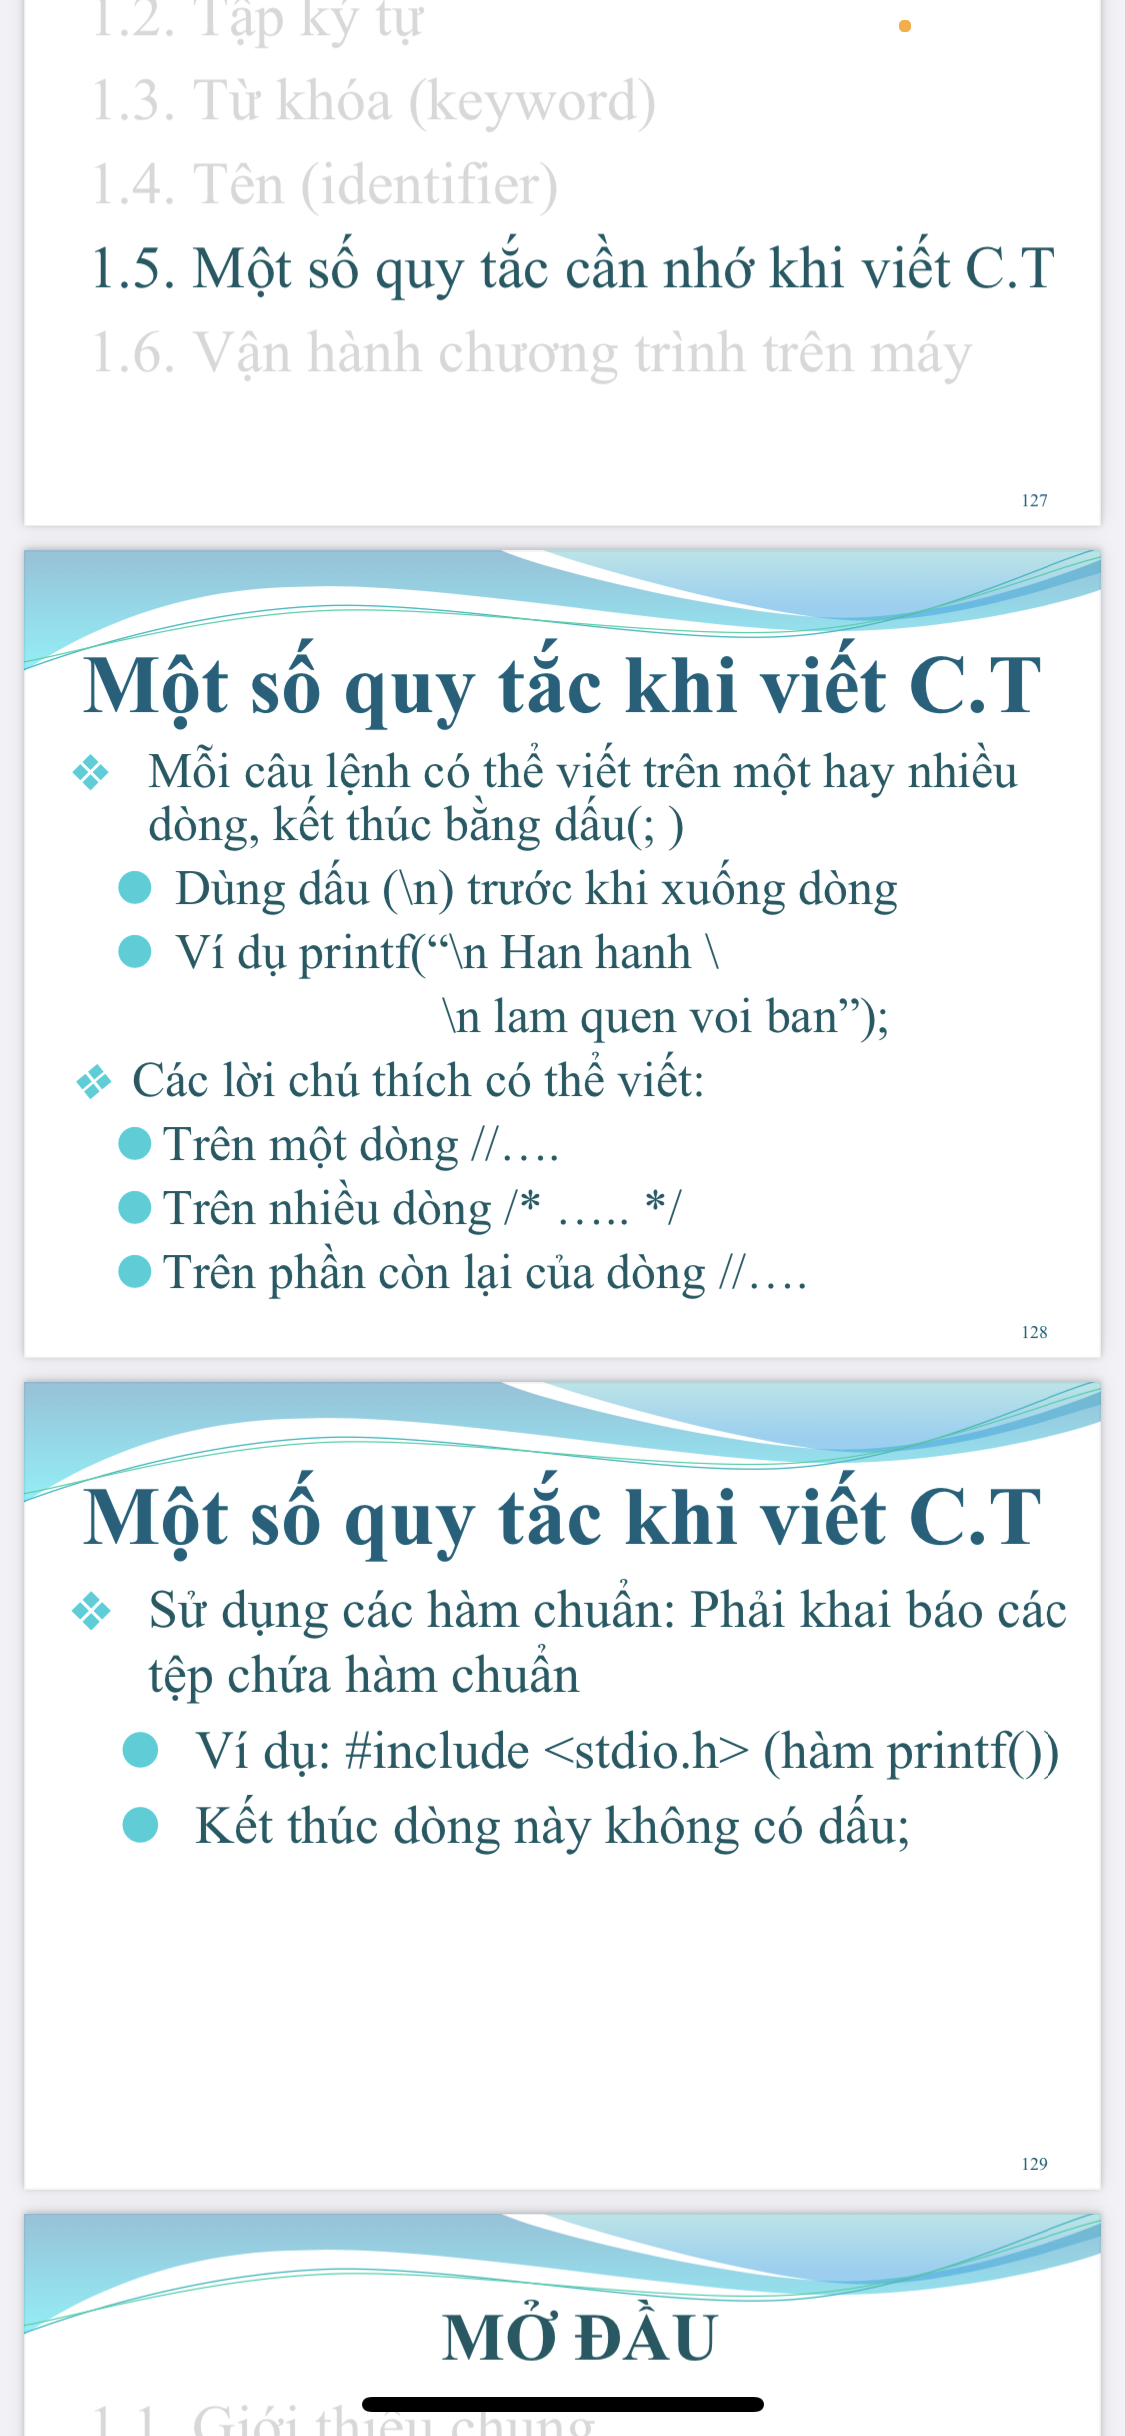 1.2. Tập ký tự
1.3. Từ khóa (keyword)
1.4. Tên (identifier)
1.5. Một số quy tắc cần nhớ khi viết C.T
1.6. Vận hành chương trình trên máy
127
Một số quy tắc khi viết C.T
❖ Mỗi câu lệnh có thể viết trên một hay nhiều
dòng, kết thúc bằng dấu(; )
● Dùng dấu (\n) trước khi xuống dòng
● Ví dụ printf(“\n Han hanh \
\n lam quen voi ban”);
❖ Các lời chú thích có thể viết:
● Trên một dòng //….
● Trên nhiều dòng /* ….. */
● Trên phần còn lại của dòng //….
128
Một số quy tắc khi viết C.T
❖ Sử dụng các hàm chuẩn: Phải khai báo các
tệp chứa hàm chuẩn
● Ví dụ: #include <stdio.h> (hàm printf())
● Kết thúc dòng này không có dấu;
129
MỞ ĐẦU
1.1. Giới thiệu chung